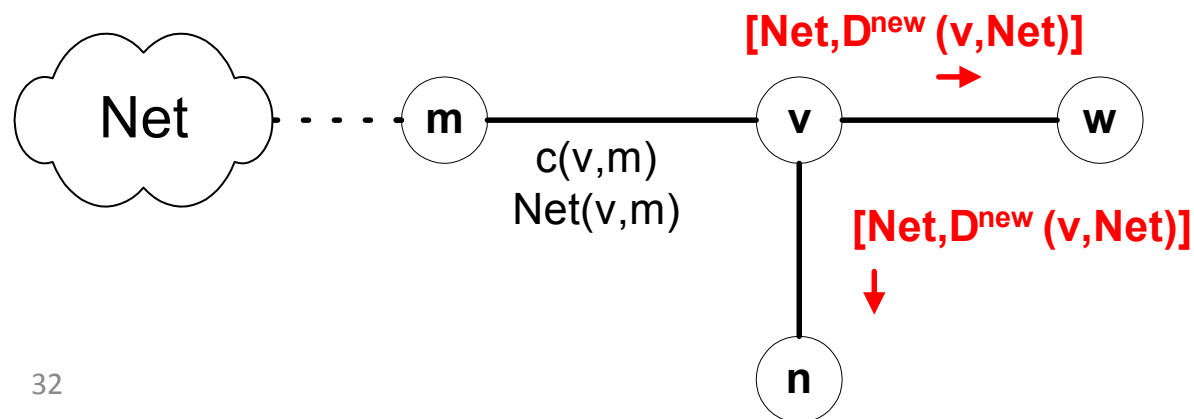 [Net,Dnew (v,Net)]
Net
m
v
w
c(v,m)
Net(v,m)
[Net,Dnew (v,Net)]
n
32